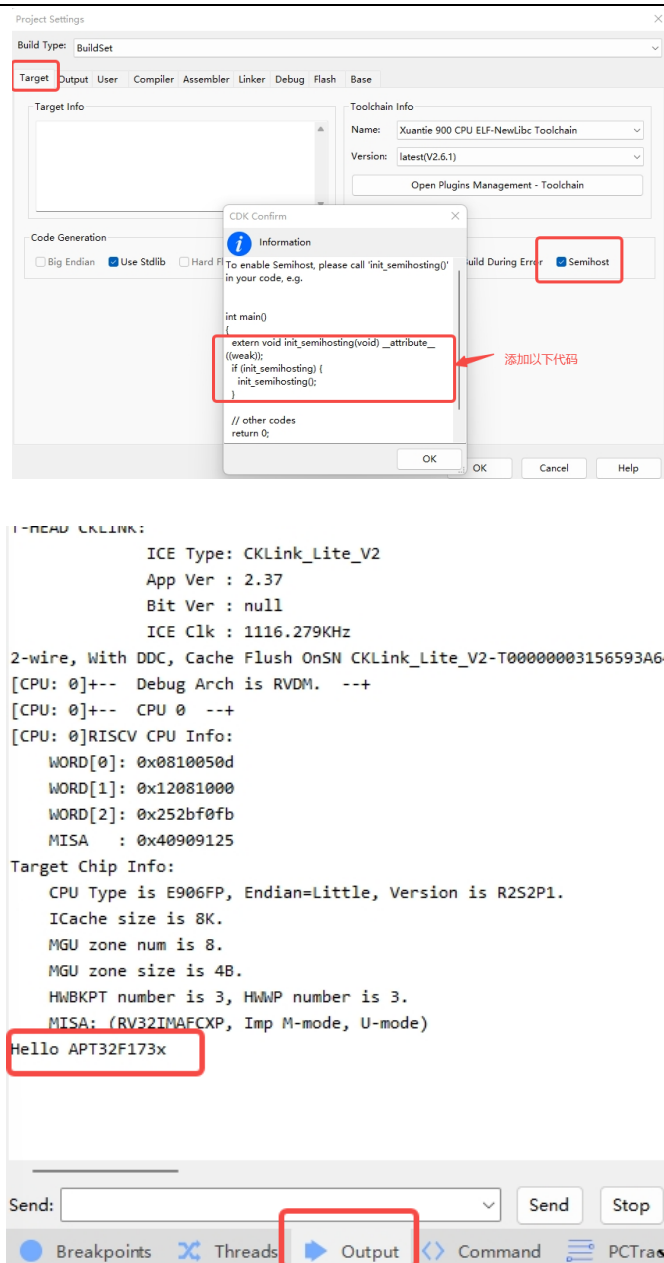 Project Settings
Build Type: BuildSet
Target Output User Compiler Assembler Linker Debug Flash Base
Target Info
Toolchain Info
Name: Xuantie 900 CPU ELF-NewLibc Toolchain
Version: latest(V2.6.1)
Open Plugins Management - Toolchain
CDK Confirm
Code Generation
Information
Big Endian Use Stdlib Hard Fl
uild During Error Semihost
To enable Semihost, please call 'init_semihosting()'
in your code, e.g.
int main()
{
extern void init_semihosting(void) __attribute__
((weak));
if (init_semihosting) {
init_semihosting();
}
添加以下代码
// other codes
return 0;
OK
OK Cancel Help
T-HEAD CKLINK:
ICE Type: CKLink_Lite_V2
App Ver : 2.37
Bit Ver : null
ICE Clk : 1116.279KHz
2-wire, With DDC, Cache Flush OnSN CKLink_Lite_V2-T00000003156593A6
[CPU: 0]+-- Debug Arch is RVDM. --+
[CPU: 0]+-- CPU 0 --+
[CPU: 0]RISCV CPU Info:
WORD[0]: 0x0810050d
WORD[1]: 0x12081000
WORD[2]: 0x252bf0fb
MISA : 0x40909125
Target Chip Info:
CPU Type is E906FP, Endian=Little, Version is R2S2P1.
ICache size is 8K.
MGU zone num is 8.
MGU zone size is 4B.
HWBKPT number is 3, HWWP number is 3.
MISA: (RV32IMAFCXP, Imp M-mode, U-mode)
Hello APT32F173x
Send: Send Stop
Breakpoints Threads Output Command PCTra